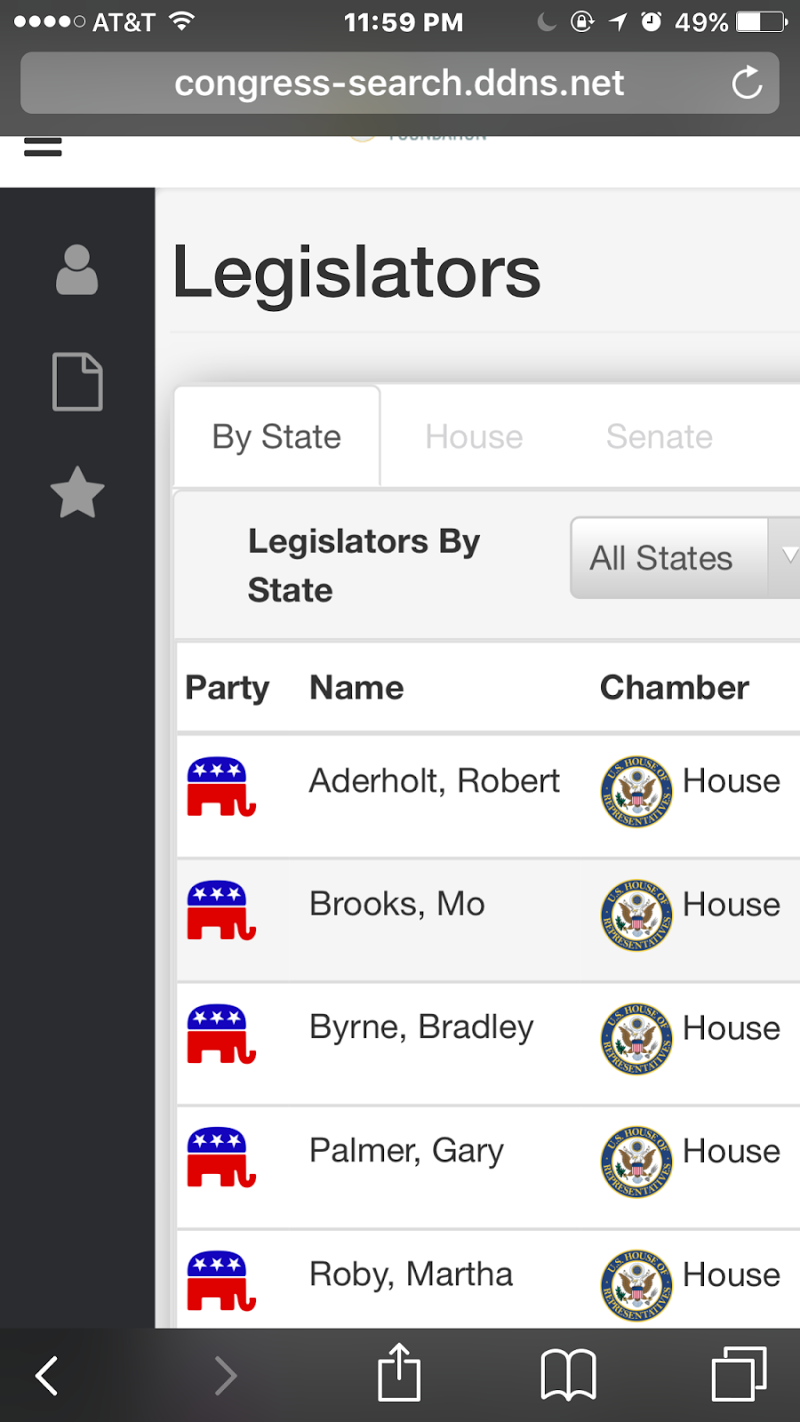 AT&T 11:59 PM 49%
congress-search.ddns.net
Legislators
By State House Senate
Legislators By
State
All States
Party Name Chamber
Aderholt, Robert House
Brooks, Mo House
Byrne, Bradley House
Palmer, Gary House
Roby, Martha House
U.S. HOUSE OF REPRESENTATIVES
U.S. HOUSE OF REPRESENTATIVES
U.S. HOUSE OF REPRESENTATIVES
U.S. HOUSE OF REPRESENTATIVES
U.S. HOUSE OF REPRESENTATIVES